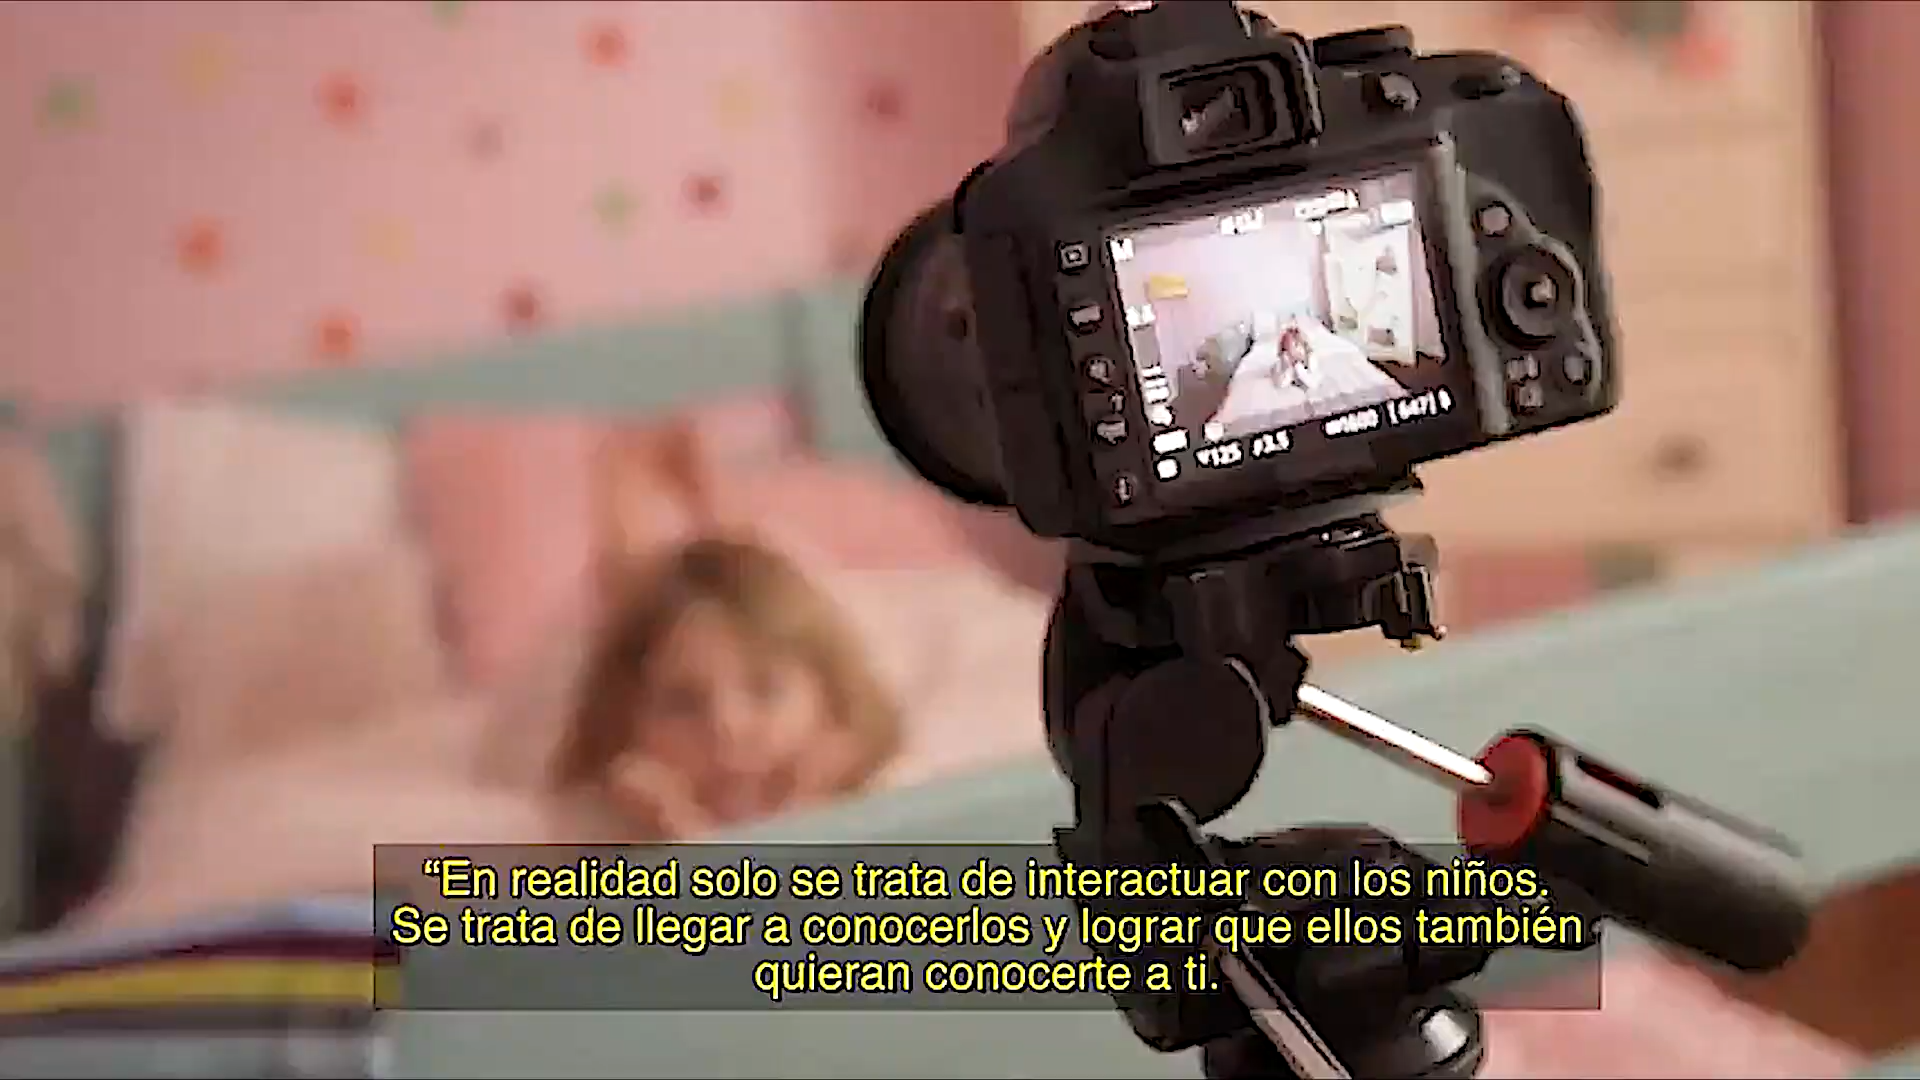 “En realidad solo se trata de interactuar con los niños.
Se trata de llegar a conocerlos y lograr que ellos también
quieran conocerte a ti.